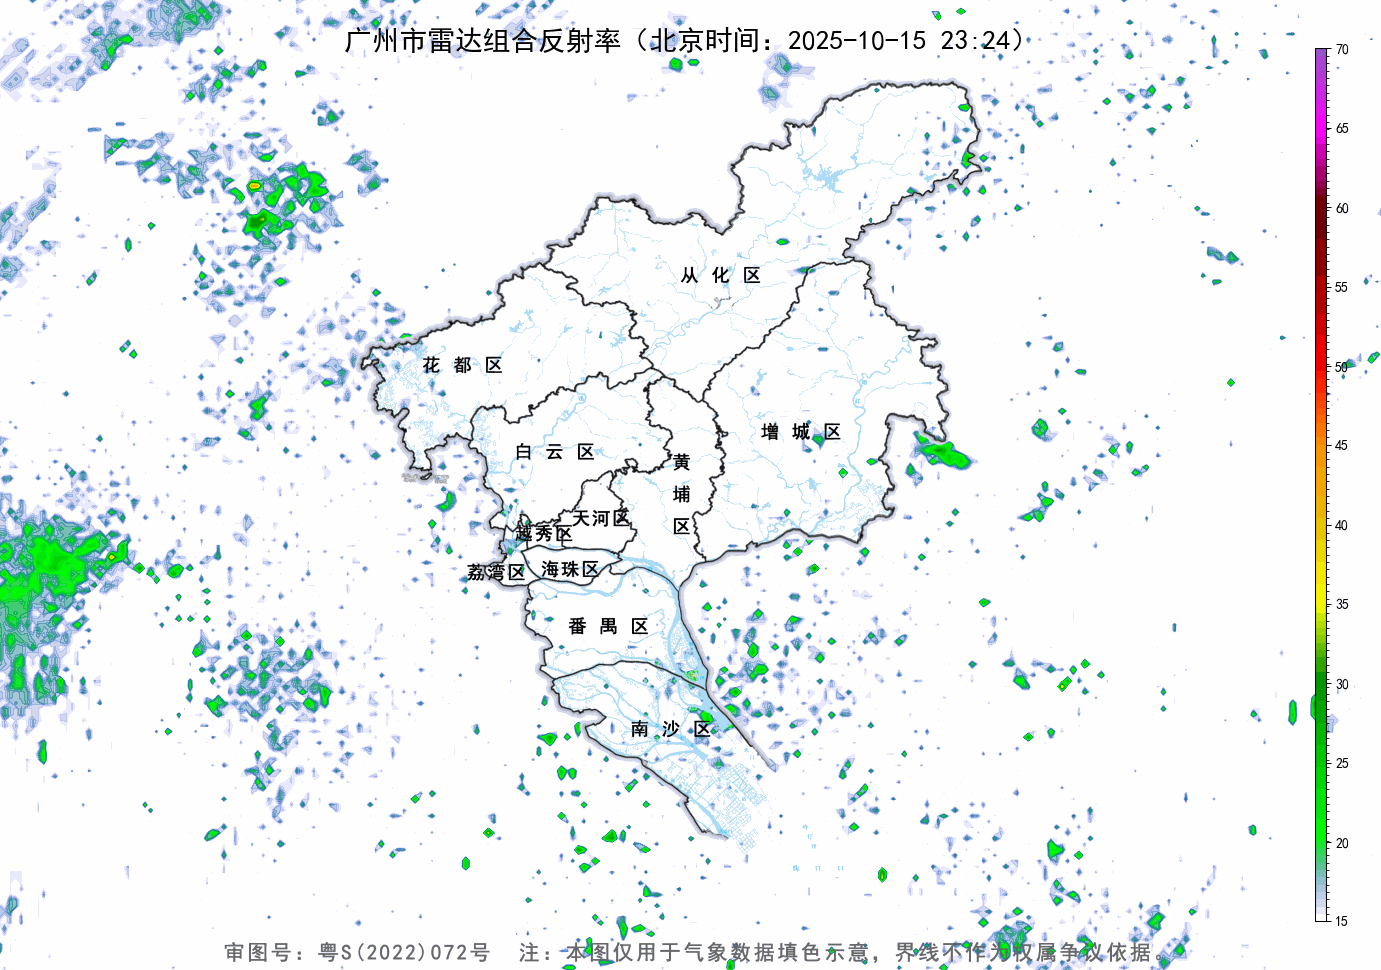 广州市雷达组合反射率（北京时间：2025-10-15 23:24）
70
65
60
55
50
45
40
35
30
25
20
15
从化区
花都区
增城区
白云区
黄埔区
天河区
越秀区
海珠区
荔湾区
番禺区
南沙区
审图号：粤S(2022)072号 注：本图仅用于气象数据填色示意，界线不作为权属争议依据。